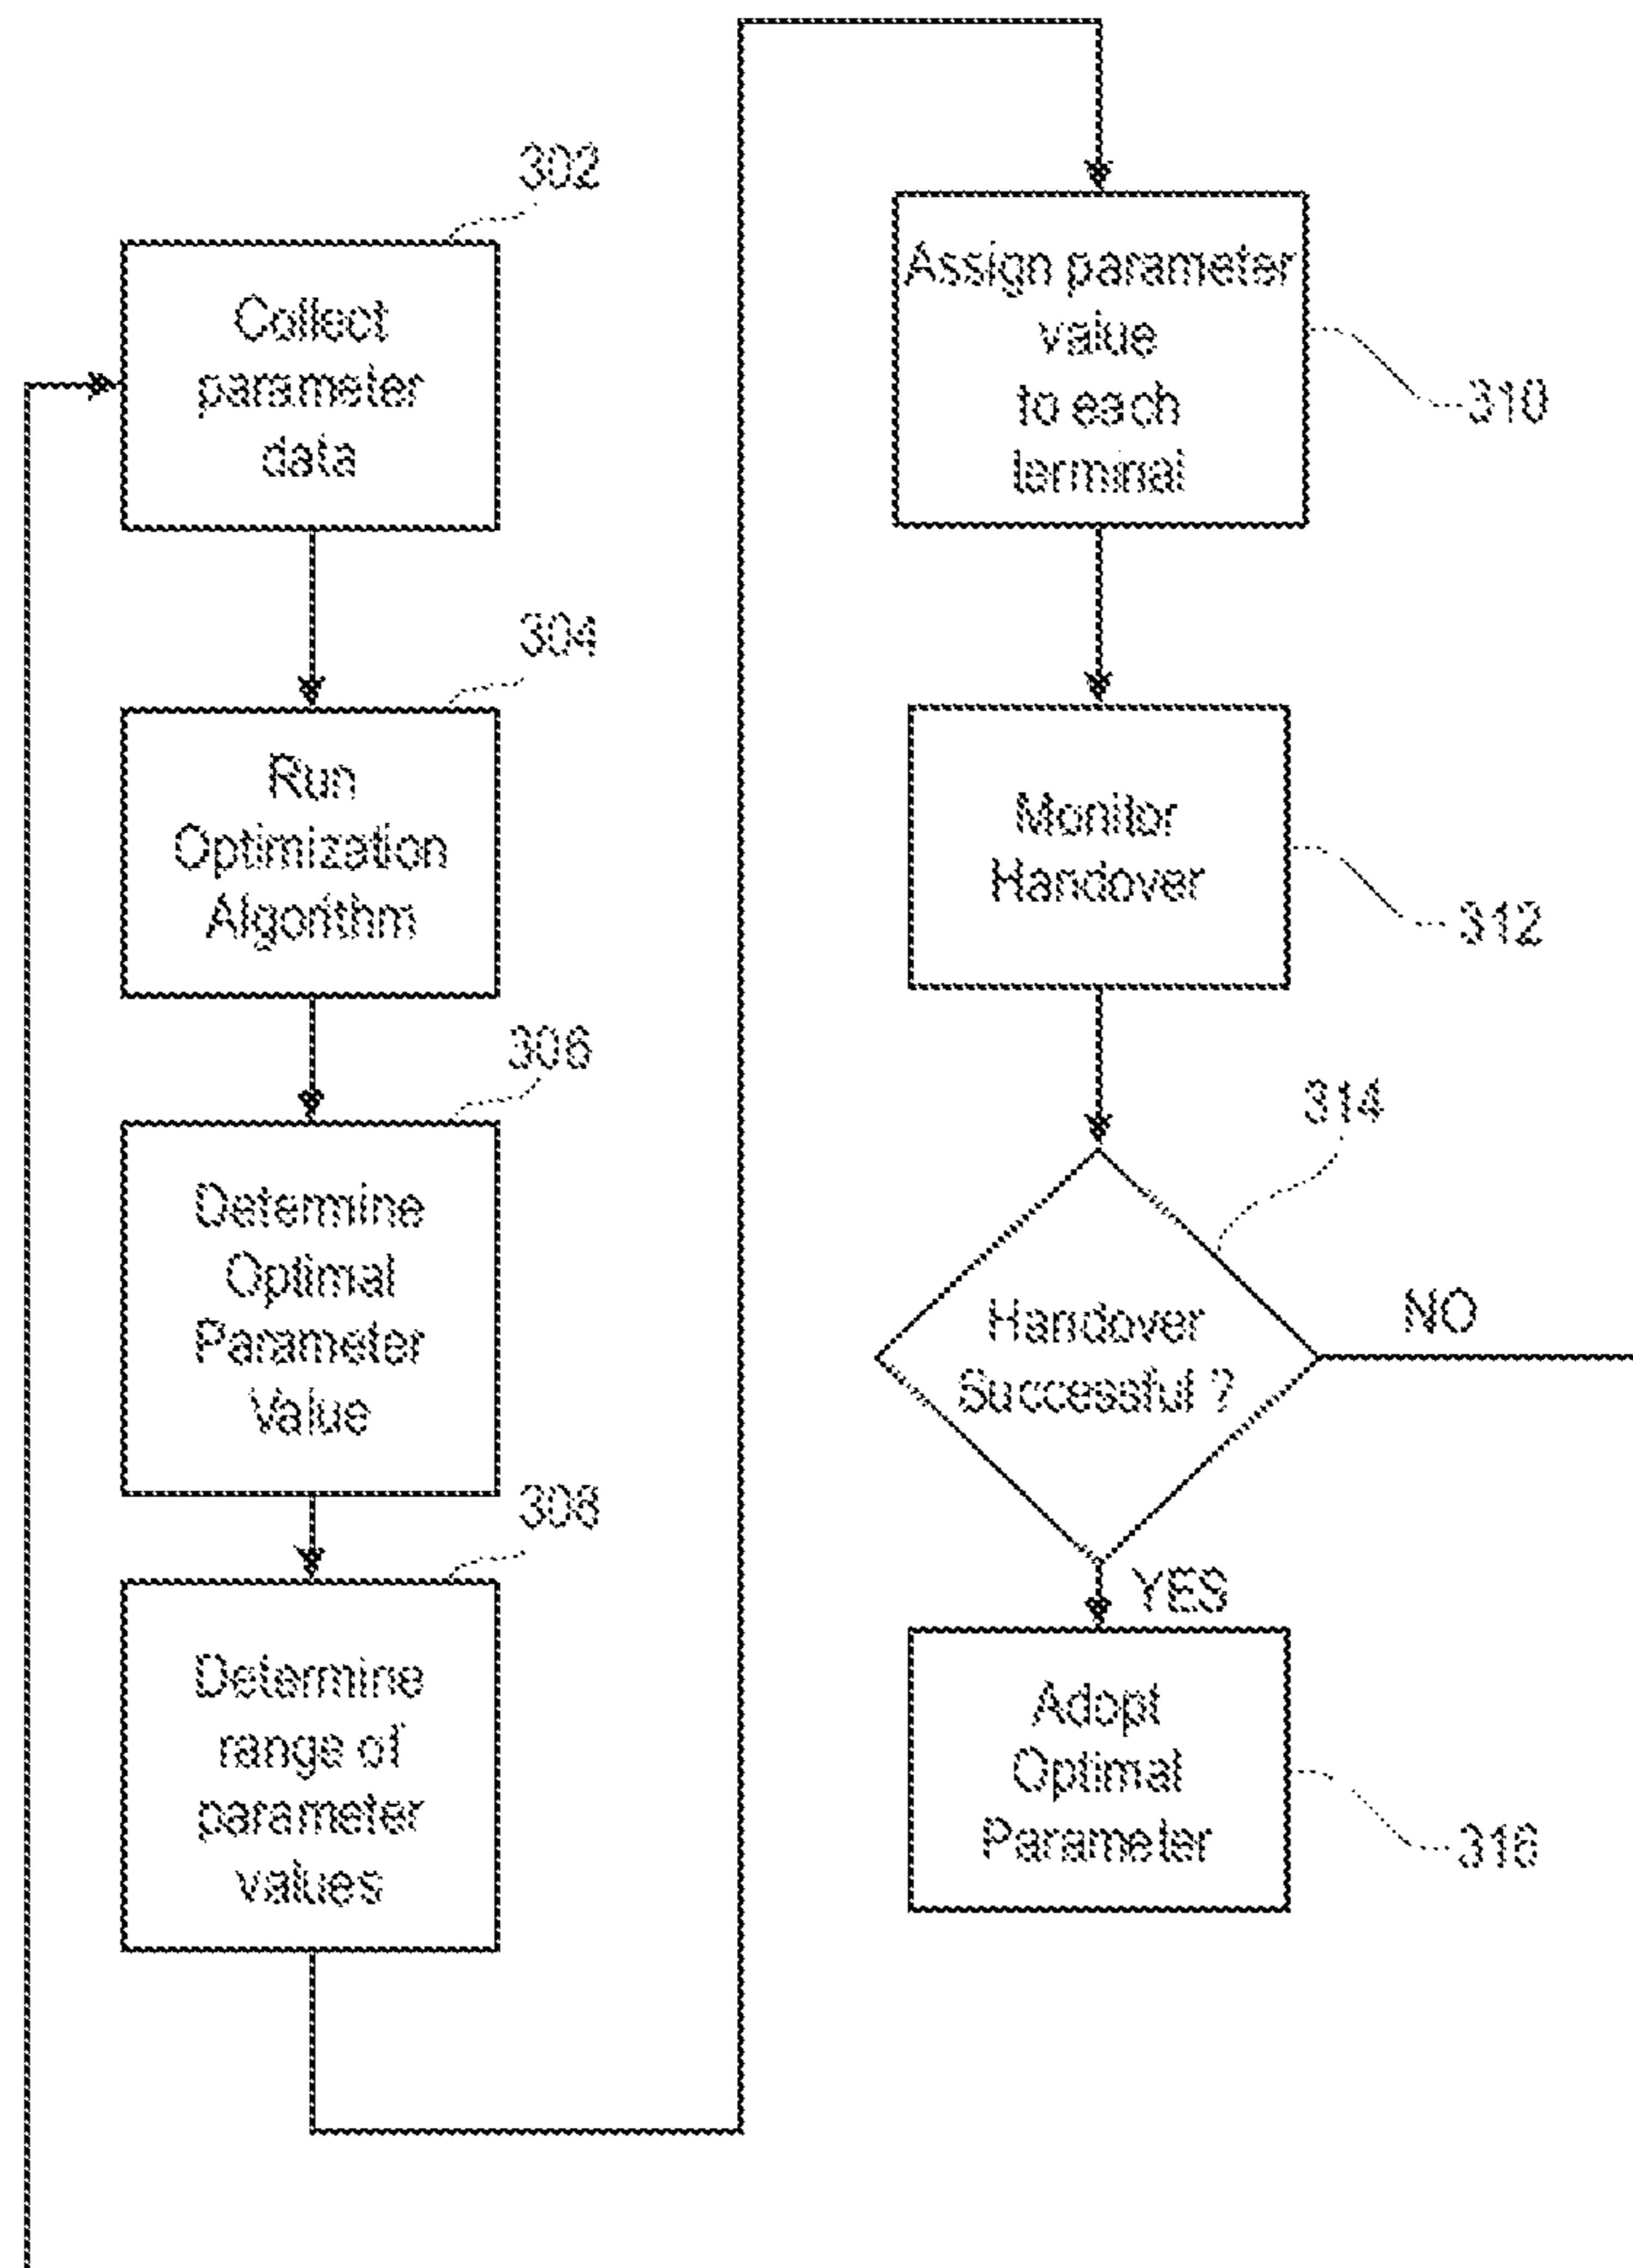 302
Collect
parameter
data
304
Run
Optimization
Algorithm
306
Determine
Optimal
Parameter
Value
308
Determine
range of
parameter
values
Assign parameter
value
to each
terminal
310
Monitor
Handover
312
314
Handover
Successful ?
NO
YES
Adopt
Optimal
Parameter
316